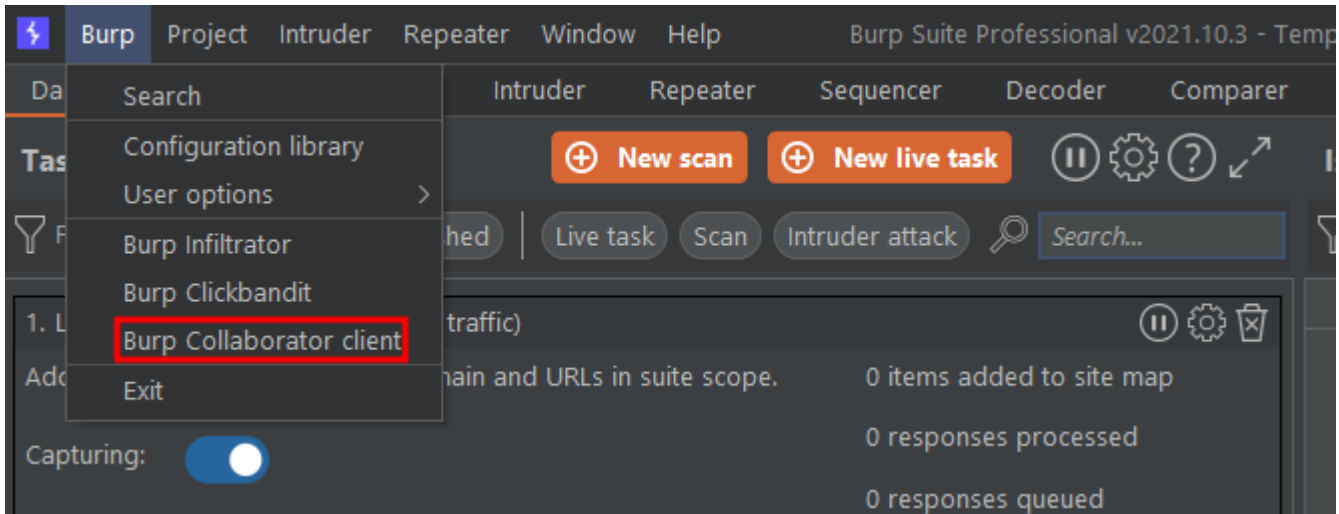 Burp Project Intruder Repeater Window Help Burp Suite Professional v2021.10.3 - Temp
Da Intruder Repeater Sequencer Decoder Comparer
Search
Configuration library
Tas New scan New live task
User options
F hed Live task Scan Intruder attack Search...
Burp Infiltrator
Burp Clickbandit
1. L traffic)
Burp Collaborator client
Add main and URLs in suite scope. 0 items added to site map
Exit
0 responses processed
Capturing:
0 responses queued